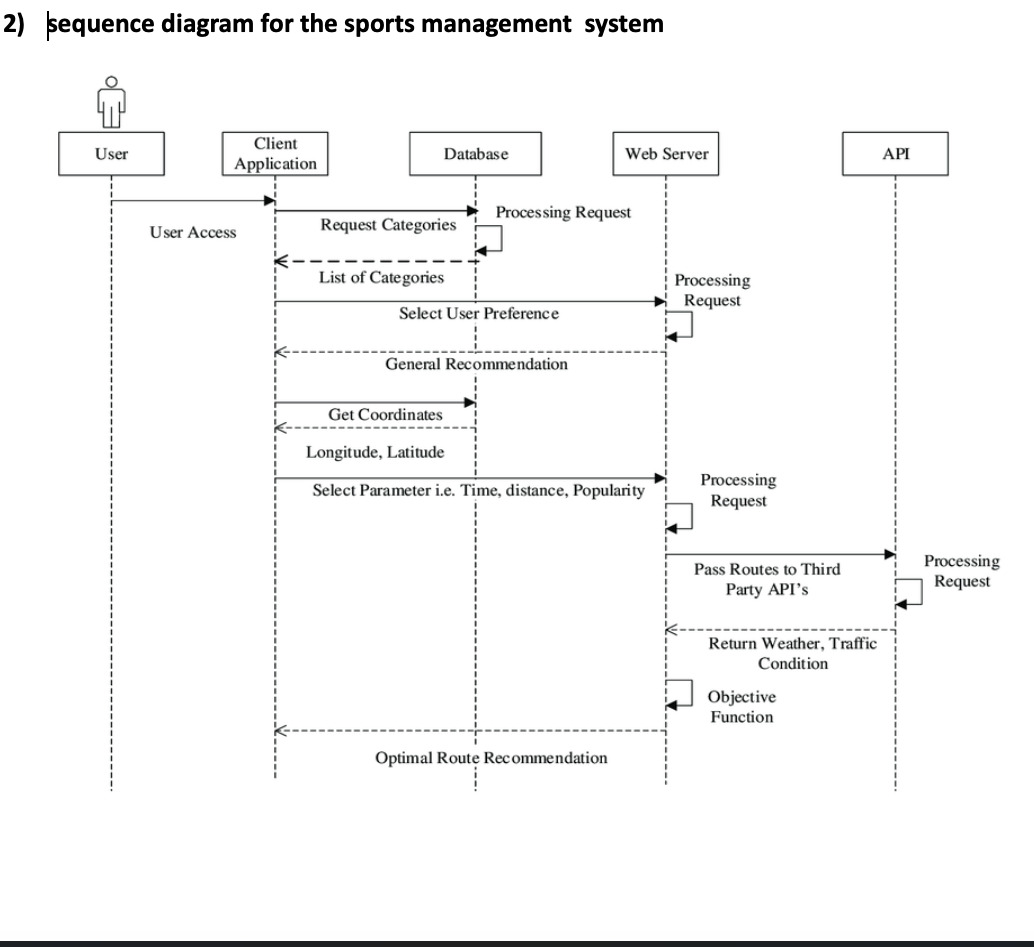 2) sequence diagram for the sports management system
User
Client
Application
Database
Web Server
API
User Access
Request Categories
Processing Request
List of Categories
Processing
Request
Select User Preference
General Recommendation
Get Coordinates
Longitude, Latitude
Select Parameter i.e. Time, distance, Popularity
Processing
Request
Pass Routes to Third
Party API's
Processing
Request
Return Weather, Traffic
Condition
Objective
Function
Optimal Route Recommendation